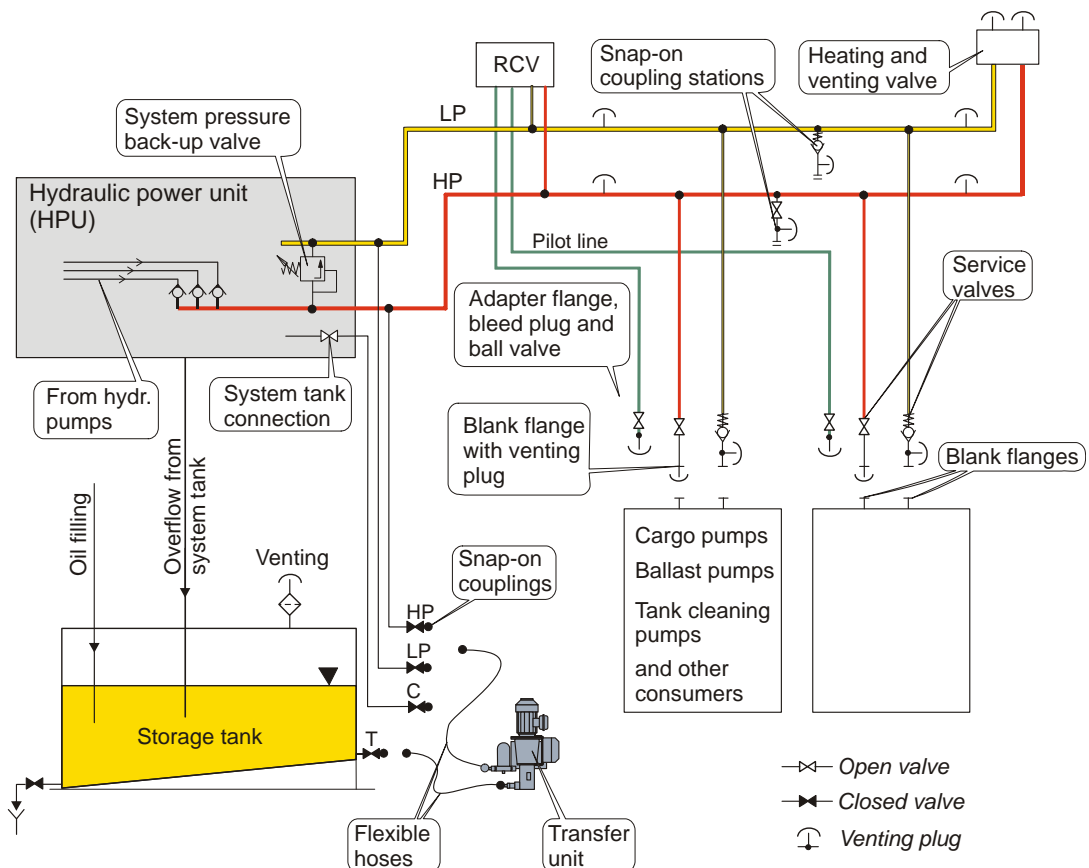 RCV
Snap-on
coupling stations
Heating and
venting valve
System pressure
back-up valve
LP
HP
Hydraulic power unit
(HPU)
Pilot line
Adapter flange,
bleed plug and
ball valve
Service
valves
From hydr.
pumps
System tank
connection
Blank flange
with venting
plug
Blank flanges
Oil filling
Overflow from
system tank
Venting
Snap-on
couplings
Cargo pumps
Ballast pumps
Tank cleaning
pumps
and other
consumers
HP
LP
C
T
Storage tank
Flexible
hoses
Transfer
unit
Open valve
Closed valve
Venting plug